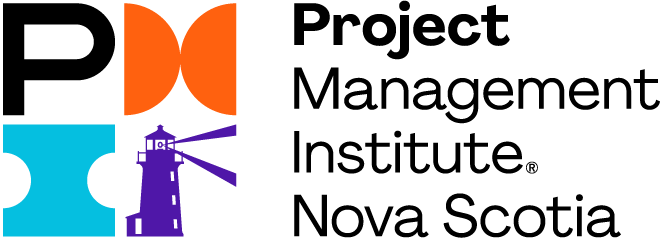 P
Project
Management
Institute®
Nova Scotia